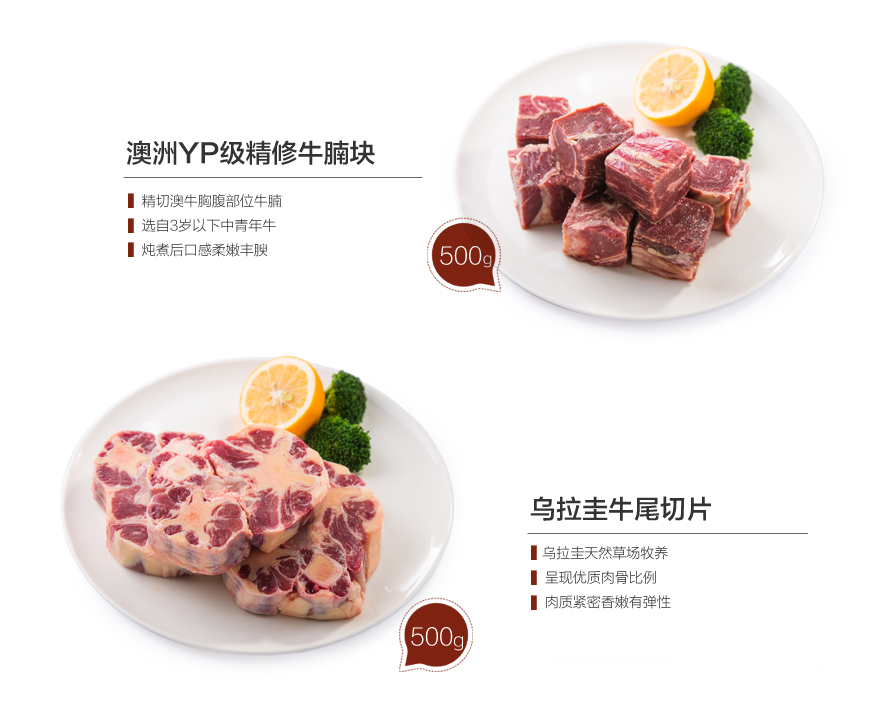 澳洲YP级精修牛腩块
精切澳牛胸腹部位牛腩
选自3岁以下中青年牛
炖煮后口感柔嫩丰腴
500g
乌拉圭牛尾切片
乌拉圭天然草场牧养
呈现优质肉骨比例
肉质紧密香嫩有弹性
500g